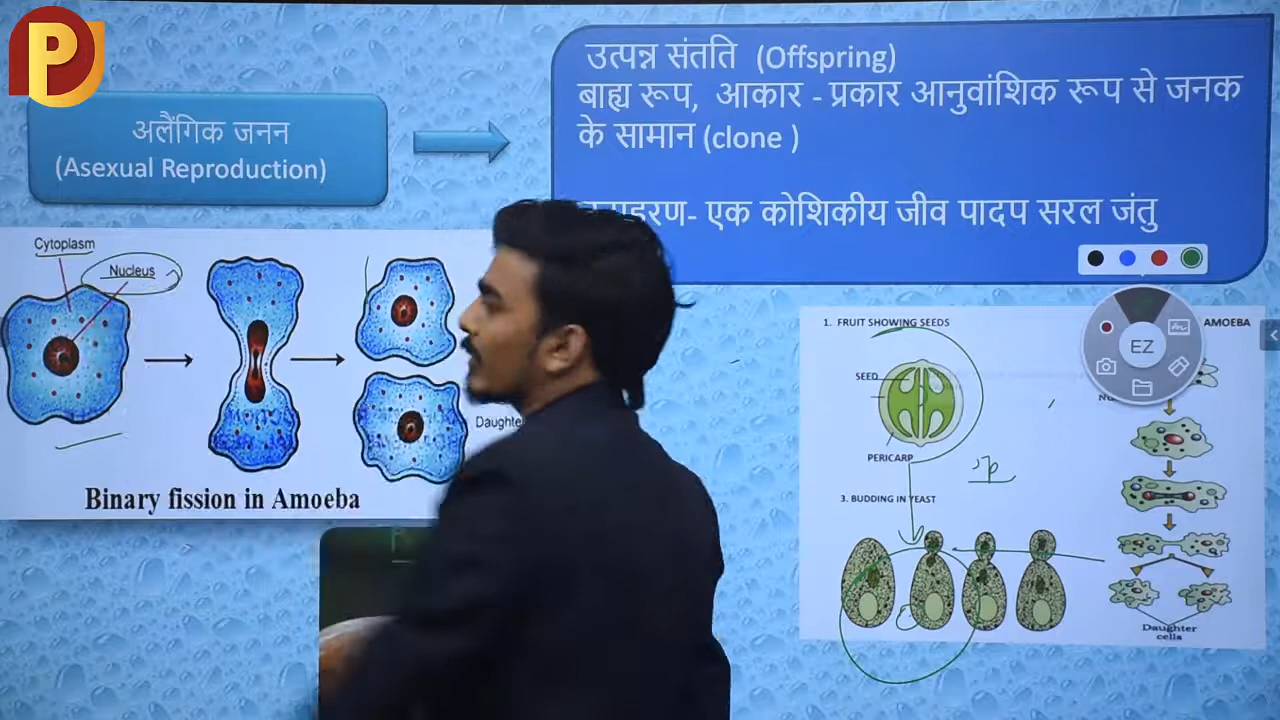 P
अलैंगिक जनन
(Asexual Reproduction)
उत्पन्न संतति (Offspring)
बाह्य रूप, आकार - प्रकार आनुवांशिक रूप से जनक
के सामान (clone )
एक कोशिकीय जीव पादप सरल जंतु
Cytoplasm
Nucleus
Binary fission in Amoeba
1. FRUIT SHOWING SEEDS
SEED
PERICARP
3. BUDDING IN YEAST
AMOEBA
EZ
Daughter
cells